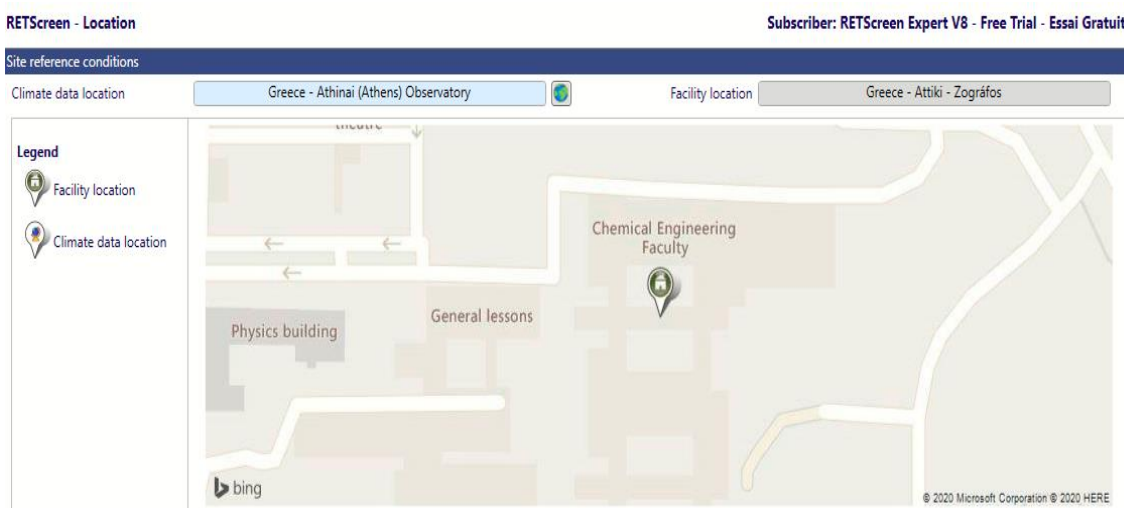 RETScreen - Location
Subscriber: RETScreen Expert V8 - Free Trial - Essai Gratuit
Site reference conditions
Climate data location
Greece - Athinai (Athens) Observatory
Facility location
Greece - Attiki - Zográfos
Legend
Facility location
Climate data location
theatre
Chemical Engineering
Faculty
General lessons
Physics building
bing
© 2020 Microsoft Corporation © 2020 HERE